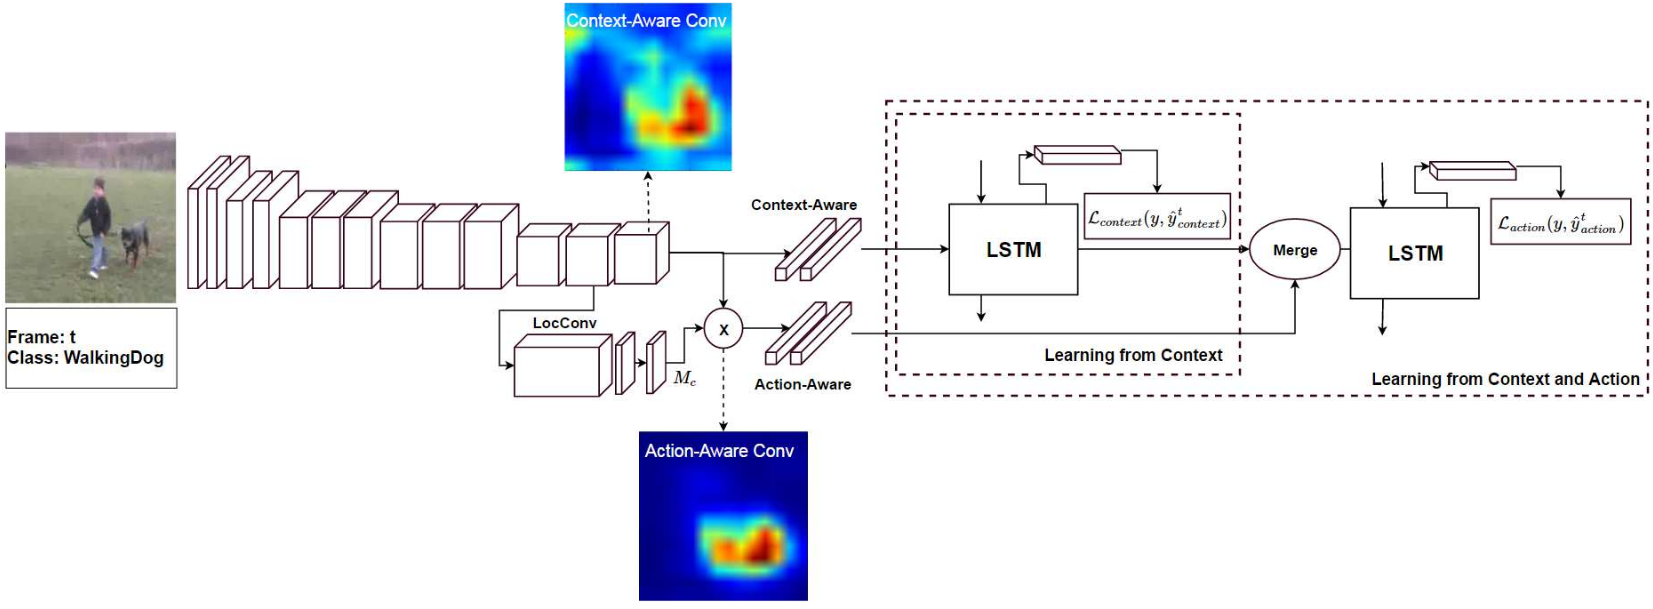 Context-Aware Conv
Frame: t
Class: WalkingDog
LocConv
M_c
X
Context-Aware
Action-Aware
Action-Aware Conv
LSTM
\mathcal{L}_{context}(y, \hat{y}^t_{context})
Learning from Context
Merge
LSTM
\mathcal{L}_{action}(y, \hat{y}^t_{action})
Learning from Context and Action